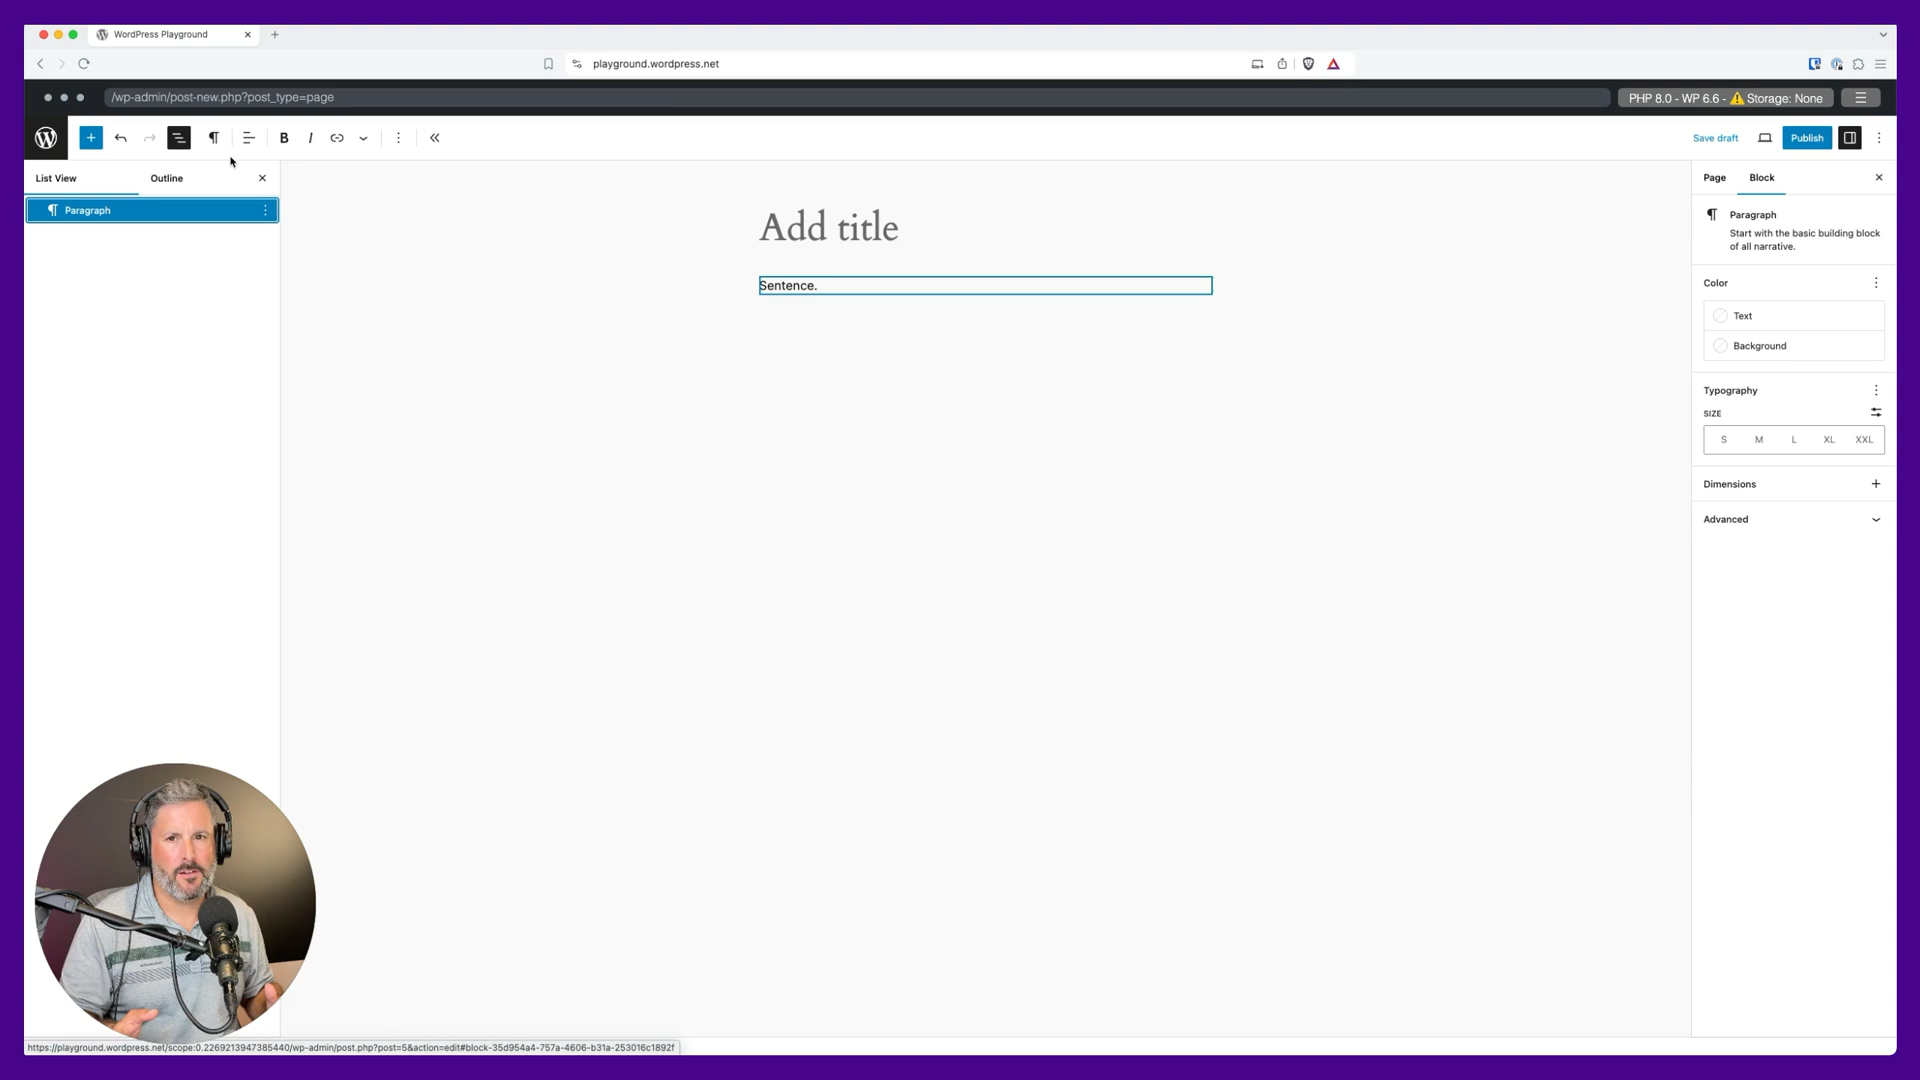 WordPress Playground
playground.wordpress.net
/wp-admin/post-new.php?post_type=page
PHP 8.0 - WP 6.6 - ⚠️ Storage: None
B I
Save draft
Publish
List View
Outline
Paragraph
Add title
Sentence.
Page
Block
Paragraph
Start with the basic building block
of all narrative.
Color
Text
Background
Typography
SIZE
S M L XL XXL
Dimensions
Advanced
https://playground.wordpress.net/scope:0.2269213947385440/wp-admin/post.php?post=5&action=edit#block-35d954a4-757a-4606-b31a-253016c1892f